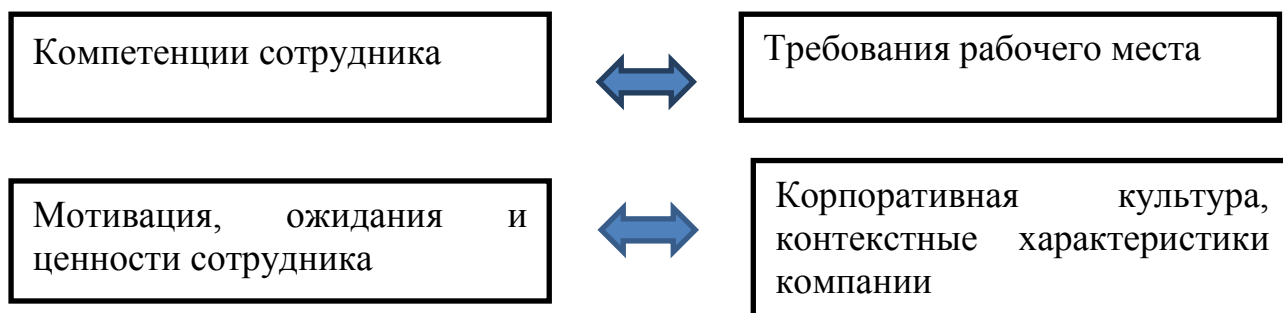 Компетенции сотрудника
Требования рабочего места
Мотивация, ожидания и
ценности сотрудника
Корпоративная культура,
контекстные характеристики
компании